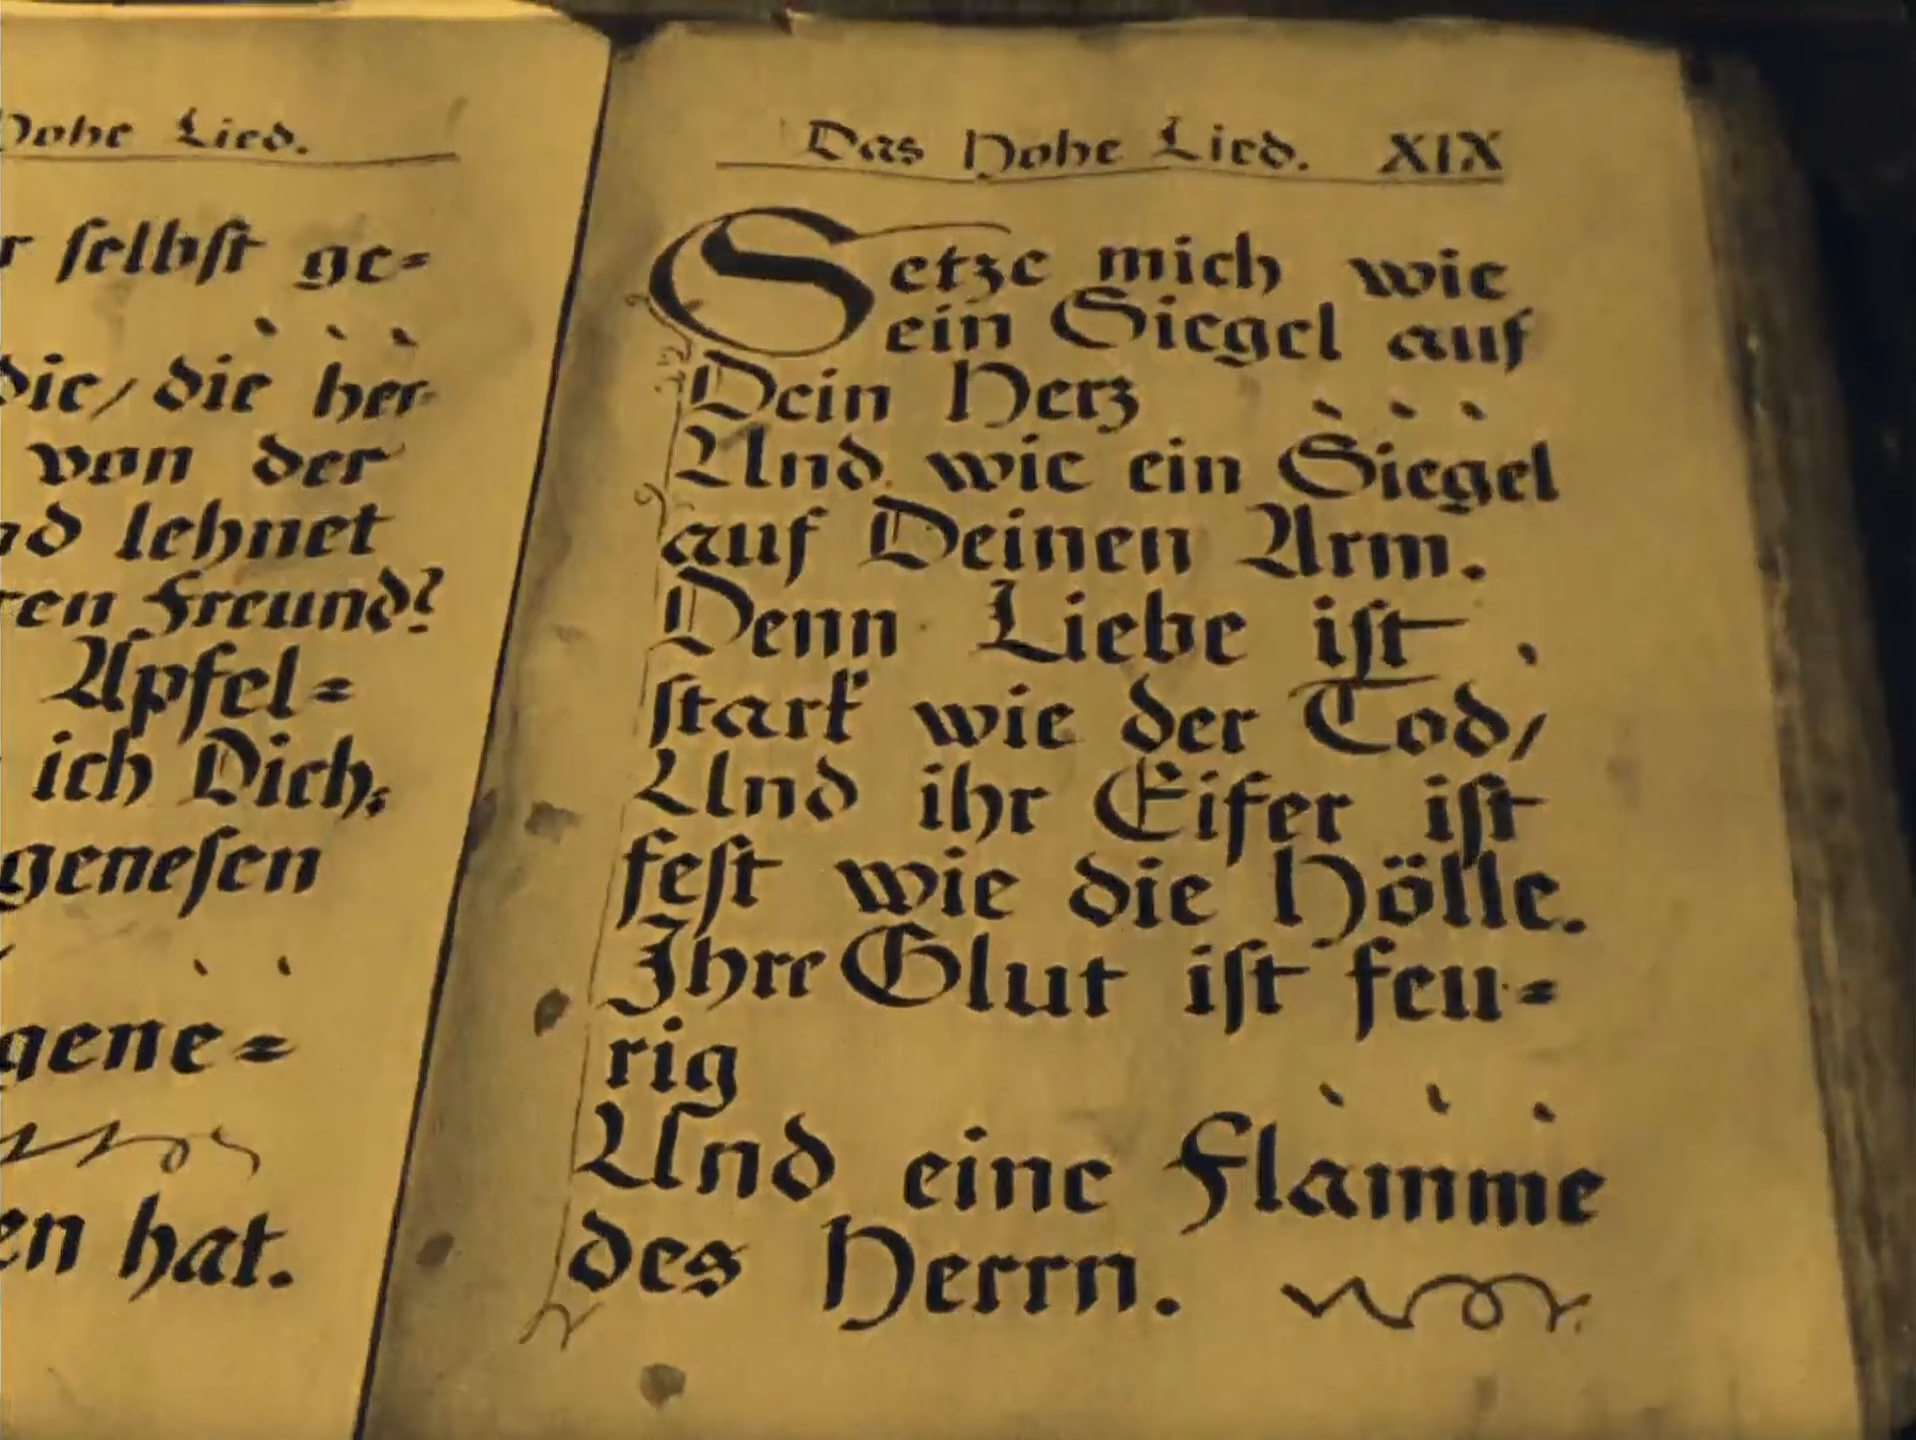 Hohe Lied.
selbst ge=
die, die her-
von der
lehnet
Freund?
Apfel=
ich Dich,
genesen
gene=
hat.
Das Hohe Lied. XIX
Setze mich wie
ein Siegel auf
Dein Herz
Und wie ein Siegel
auf Deinen Arm.
Denn Liebe ist
stark wie der Tod/
Und ihr Eifer ist
fest wie die Hölle.
Ihre Glut ist feu=
rig
Und eine Flamme
des Herrn.